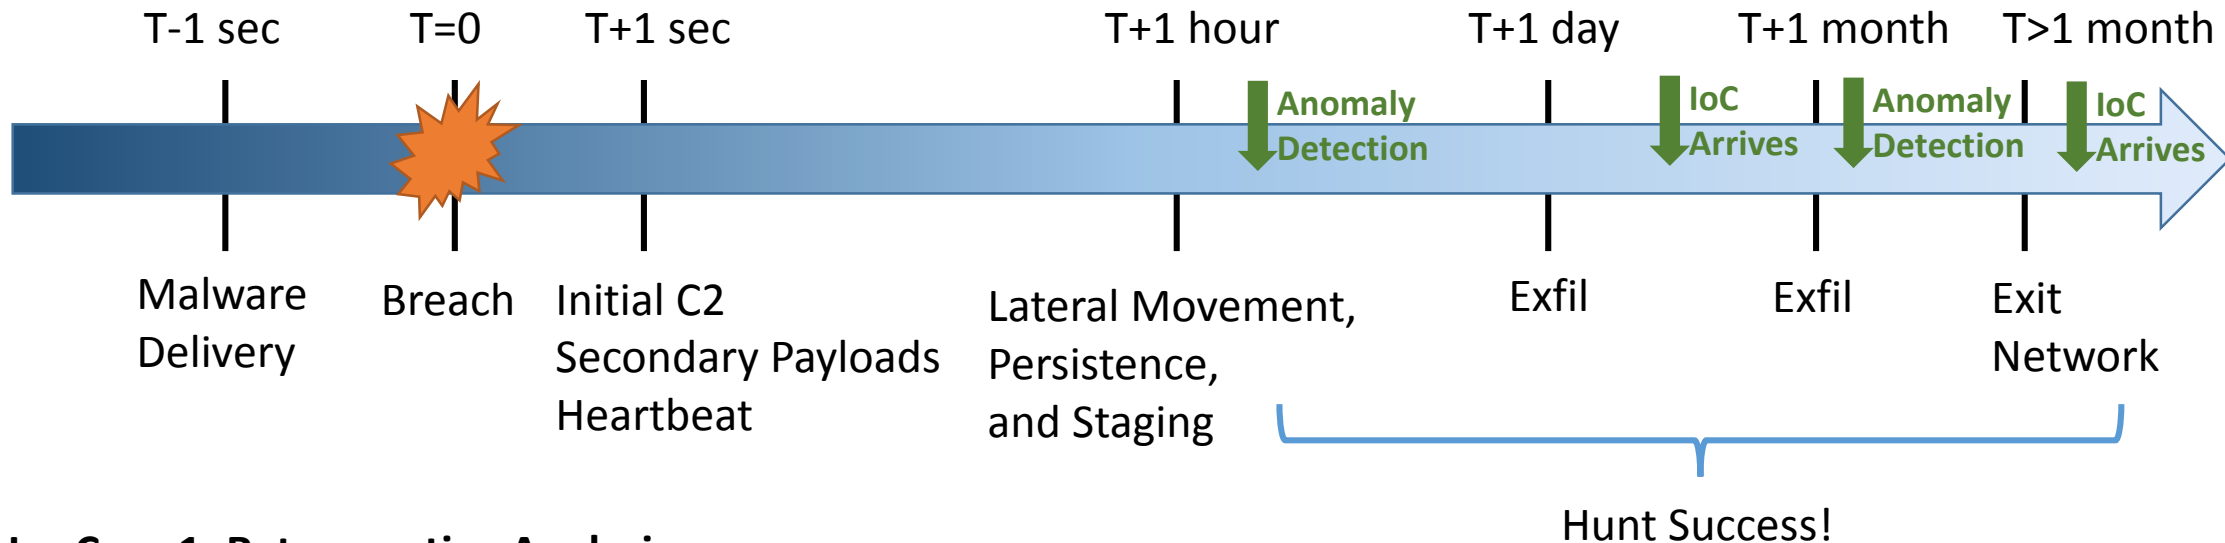 T-1 sec
T=0
T+1 sec
T+1 hour
T+1 day
T+1 month
T>1 month
Anomaly
Detection
IoC
Arrives
Anomaly
Detection
IoC
Arrives
Malware
Delivery
Breach
Initial C2
Secondary Payloads
Heartbeat
Lateral Movement,
Persistence,
and Staging
Exfil
Exfil
Exit
Network
Hunt Success!